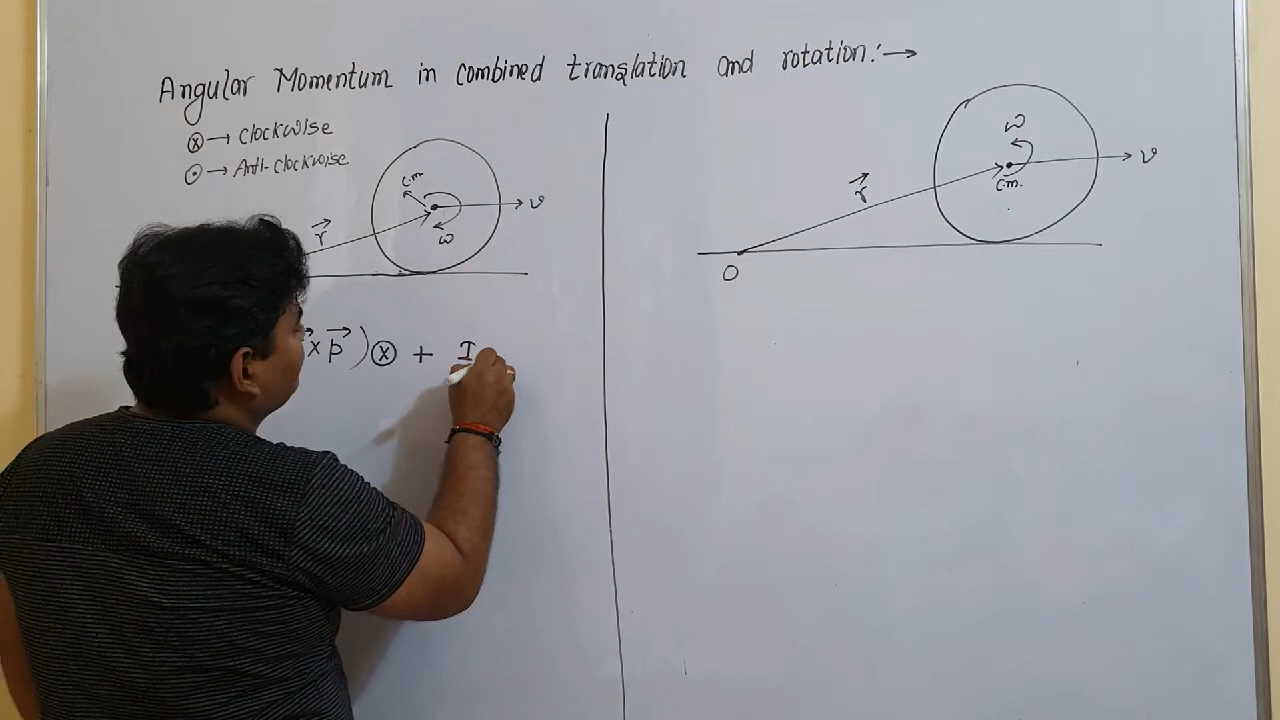 Angular Momentum in combined translation and rotation:→
ⓧ → clockwise
⊙ → Anti-clockwise
c.m.
r⃗
v
ω
x p⃗ ) ⓧ + I
ω
v
r⃗
c.m.
O